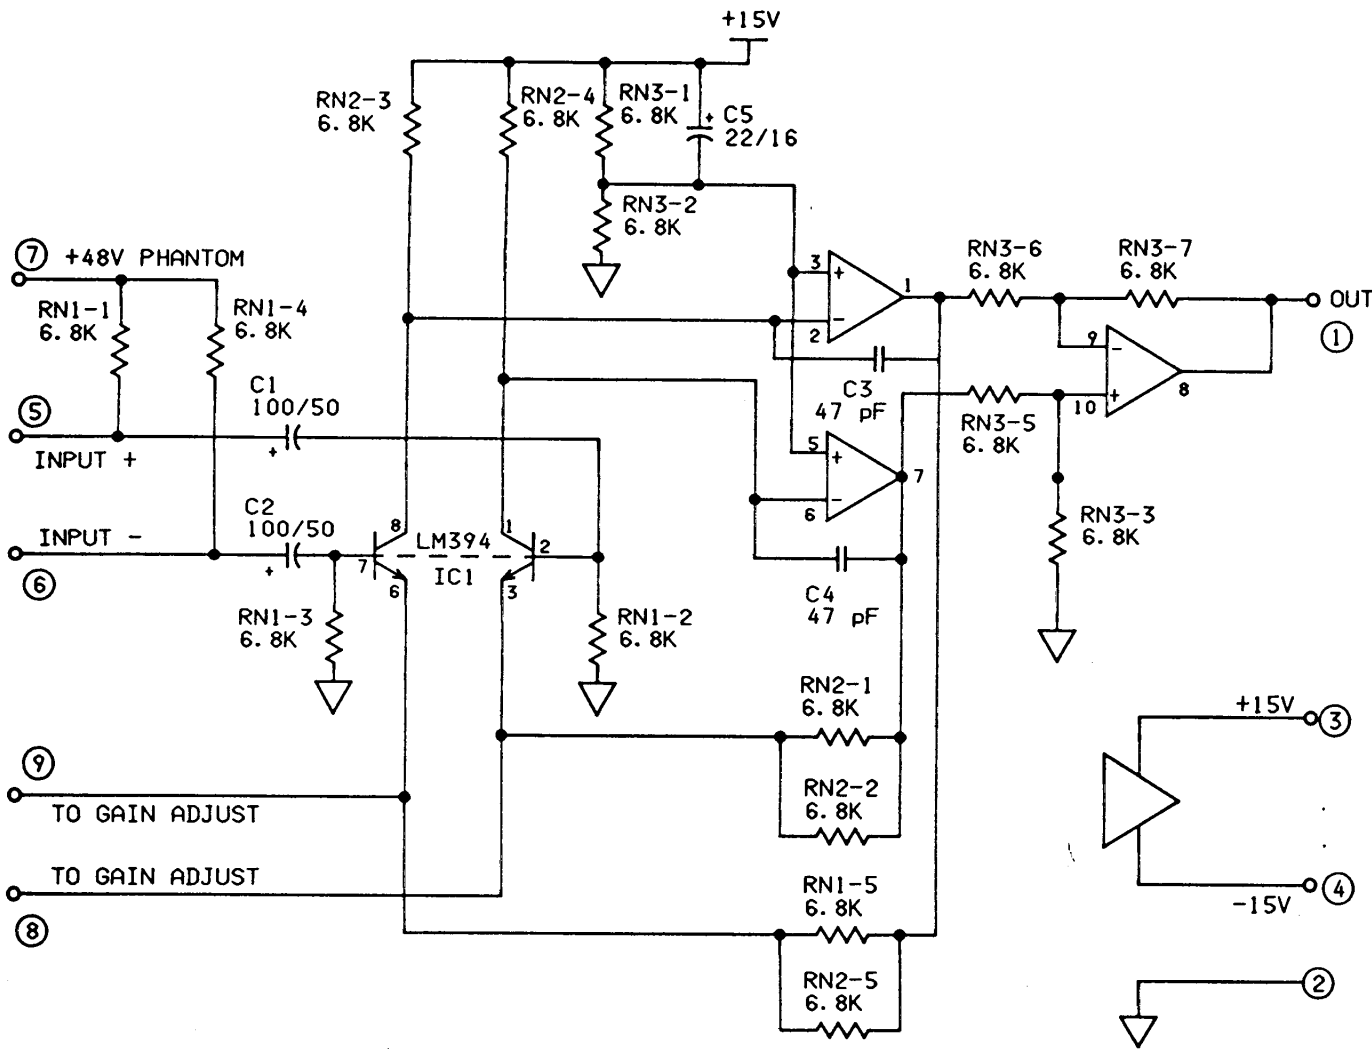 +15V
RN2-3
6.8K
RN2-4
6.8K
RN3-1
6.8K
+
C5
22/16
RN3-2
6.8K
7
+48V PHANTOM
RN1-1
6.8K
RN1-4
6.8K
3
+
1
2
-
RN3-6
6.8K
RN3-7
6.8K
OUT
1
9
-
10
+
8
C1
100/50
+
5
INPUT +
C3
47 pF
RN3-5
6.8K
5
+
7
6
-
C2
100/50
+
INPUT -
6
8
7
6
LM394
IC1
1
2
3
RN3-3
6.8K
C4
47 pF
RN1-3
6.8K
RN1-2
6.8K
RN2-1
6.8K
+15V
3
9
TO GAIN ADJUST
RN2-2
6.8K
TO GAIN ADJUST
8
RN1-5
6.8K
-15V
4
RN2-5
6.8K
2